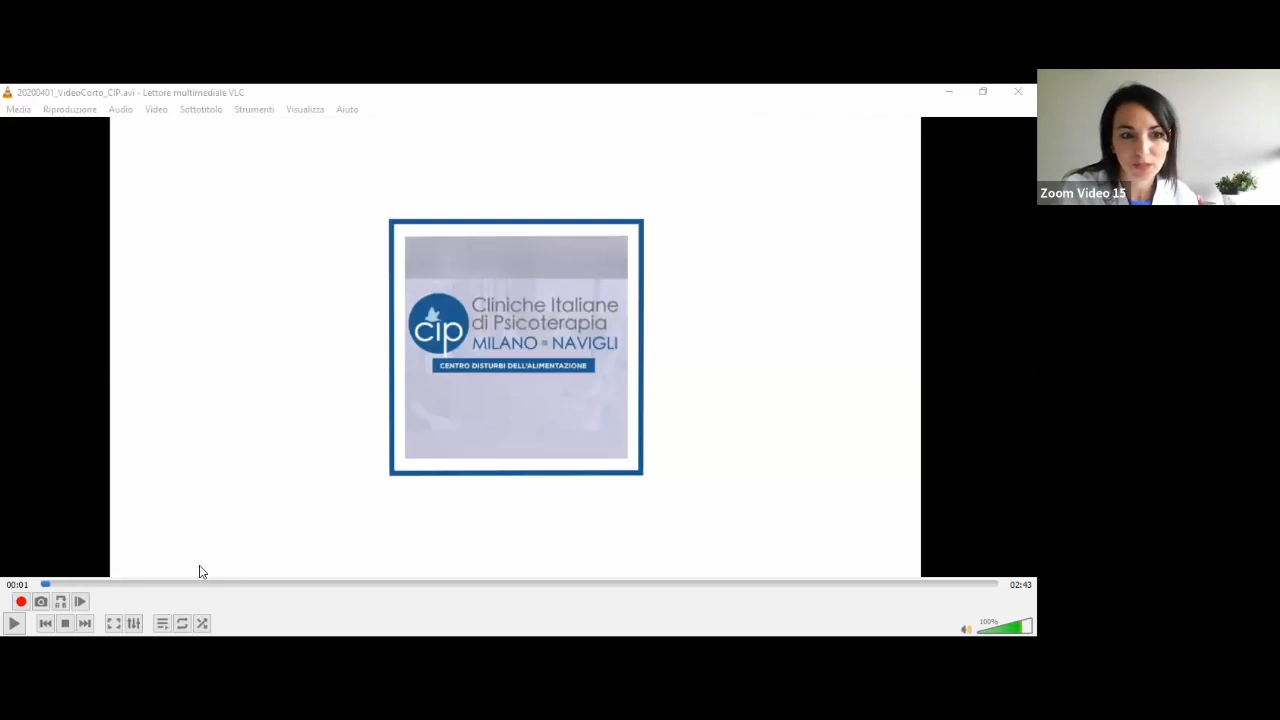 20200401_VideoCorto_CIP.avi - Lettore multimediale VLC
Media Riproduzione Audio Video Sottotitolo Strumenti Visualizza Aiuto
Zoom Video 15
cip
Cliniche Italiane
di Psicoterapia
MILANO - NAVIGLI
CENTRO DISTURBI DELL'ALIMENTAZIONE
00:01
02:43
100%